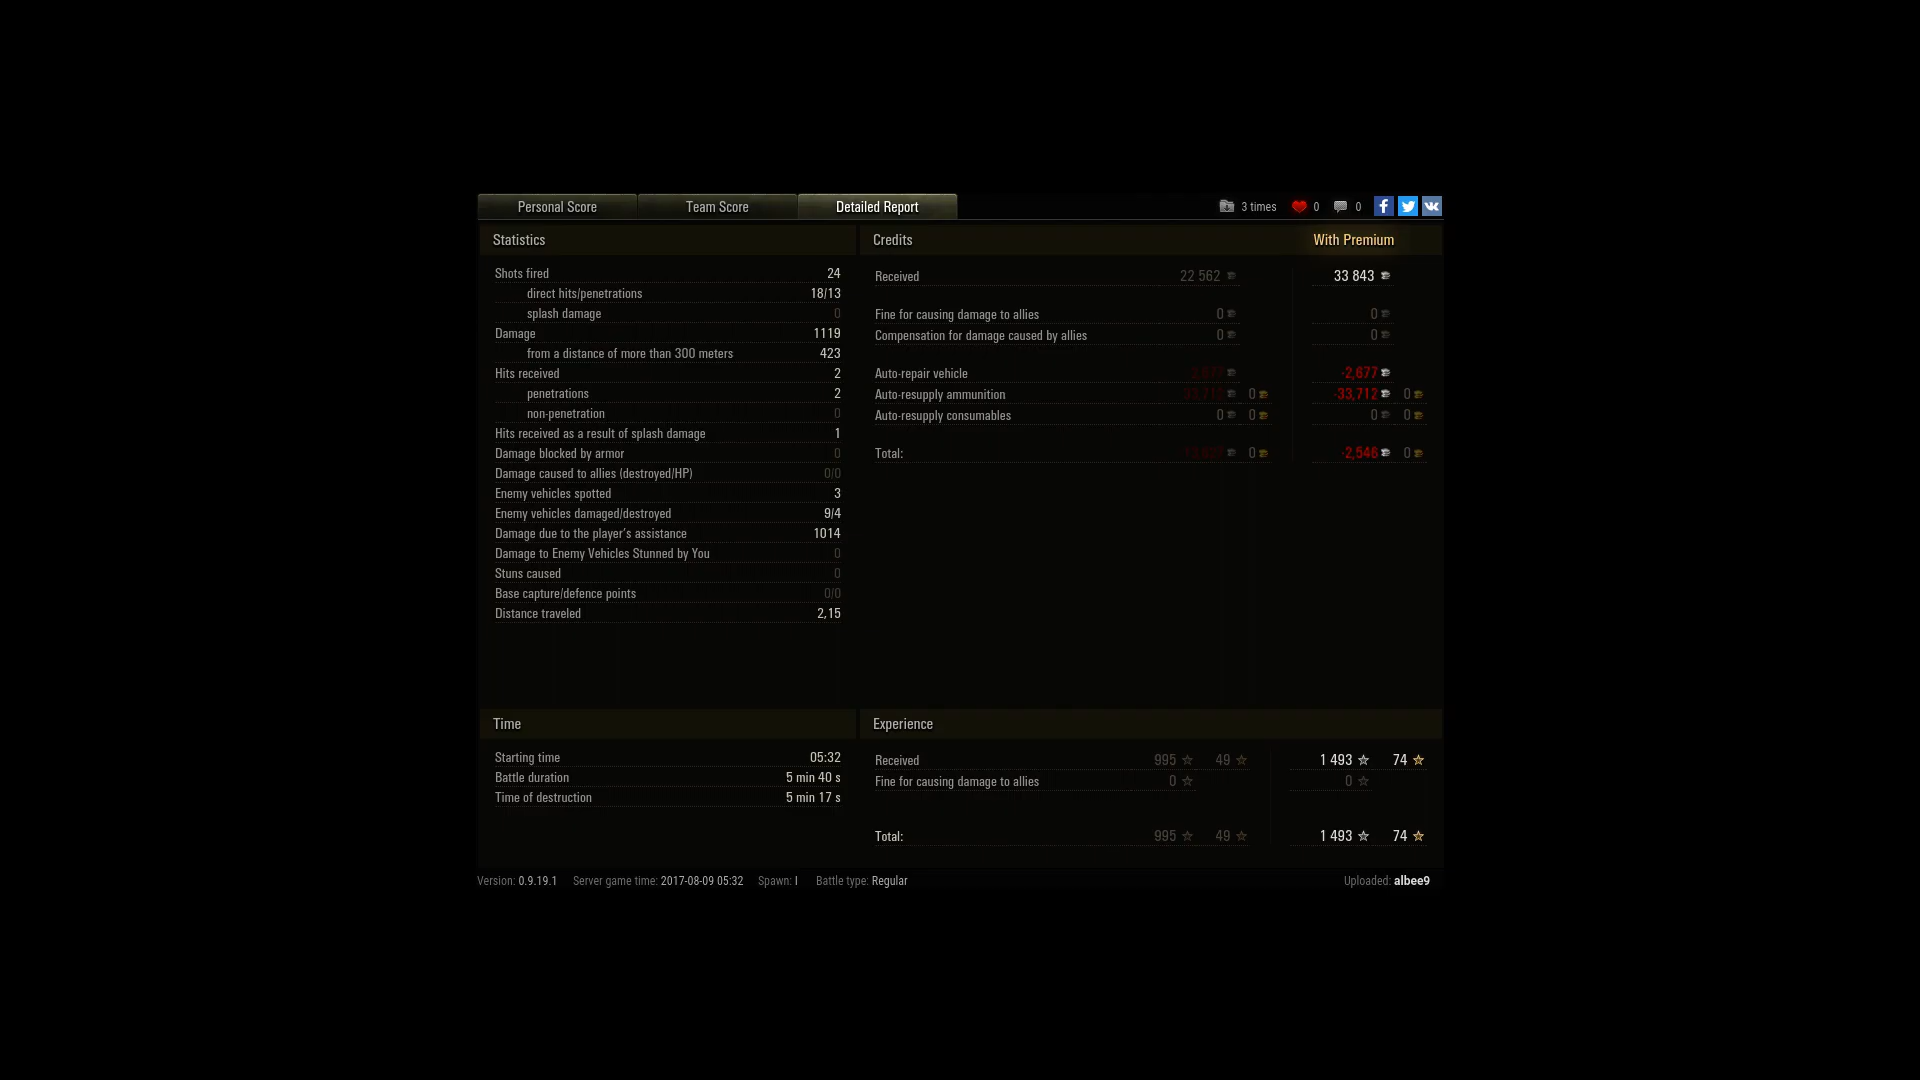 Personal Score Team Score Detailed Report 3 times 0 0
Statistics
Shots fired 24
direct hits/penetrations 18/13
splash damage 0
Damage 1119
from a distance of more than 300 meters 423
Hits received 2
penetrations 2
non-penetration 0
Hits received as a result of splash damage 1
Damage blocked by armor 0
Damage caused to allies (destroyed/HP) 0/0
Enemy vehicles spotted 3
Enemy vehicles damaged/destroyed 9/4
Damage due to the player's assistance 1014
Damage to Enemy Vehicles Stunned by You 0
Stuns caused 0
Base capture/defence points 0/0
Distance traveled 2,15
Credits With Premium
Received 22 562 33 843
Fine for causing damage to allies 0 0
Compensation for damage caused by allies 0 0
Auto-repair vehicle -2,677
Auto-resupply ammunition 0 -33,712 0
Auto-resupply consumables 0 0 0 0
Total: 0 -2,546 0
Time
Starting time 05:32
Battle duration 5 min 40 s
Time of destruction 5 min 17 s
Experience
Received 995 49 1 493 74
Fine for causing damage to allies 0 0
Total: 995 49 1 493 74
Version: 0.9.19.1 Server game time: 2017-08-09 05:32 Spawn: I Battle type: Regular Uploaded: albee9